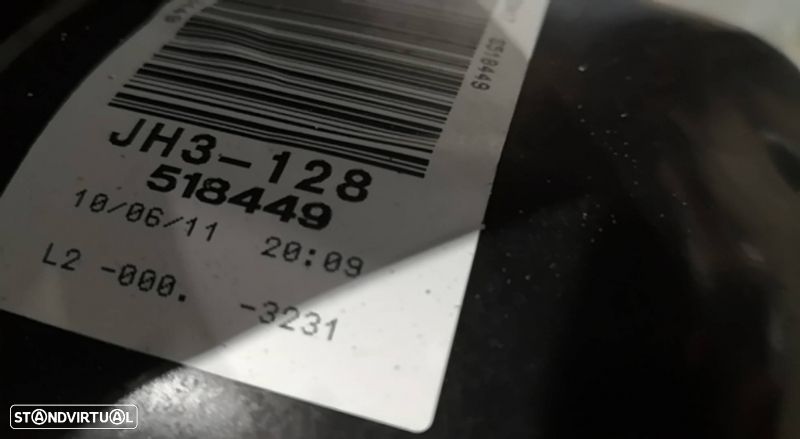 JH3-128
518449
10/06/11 20:09
L2 -000. -3231
STANDVIRTUAL